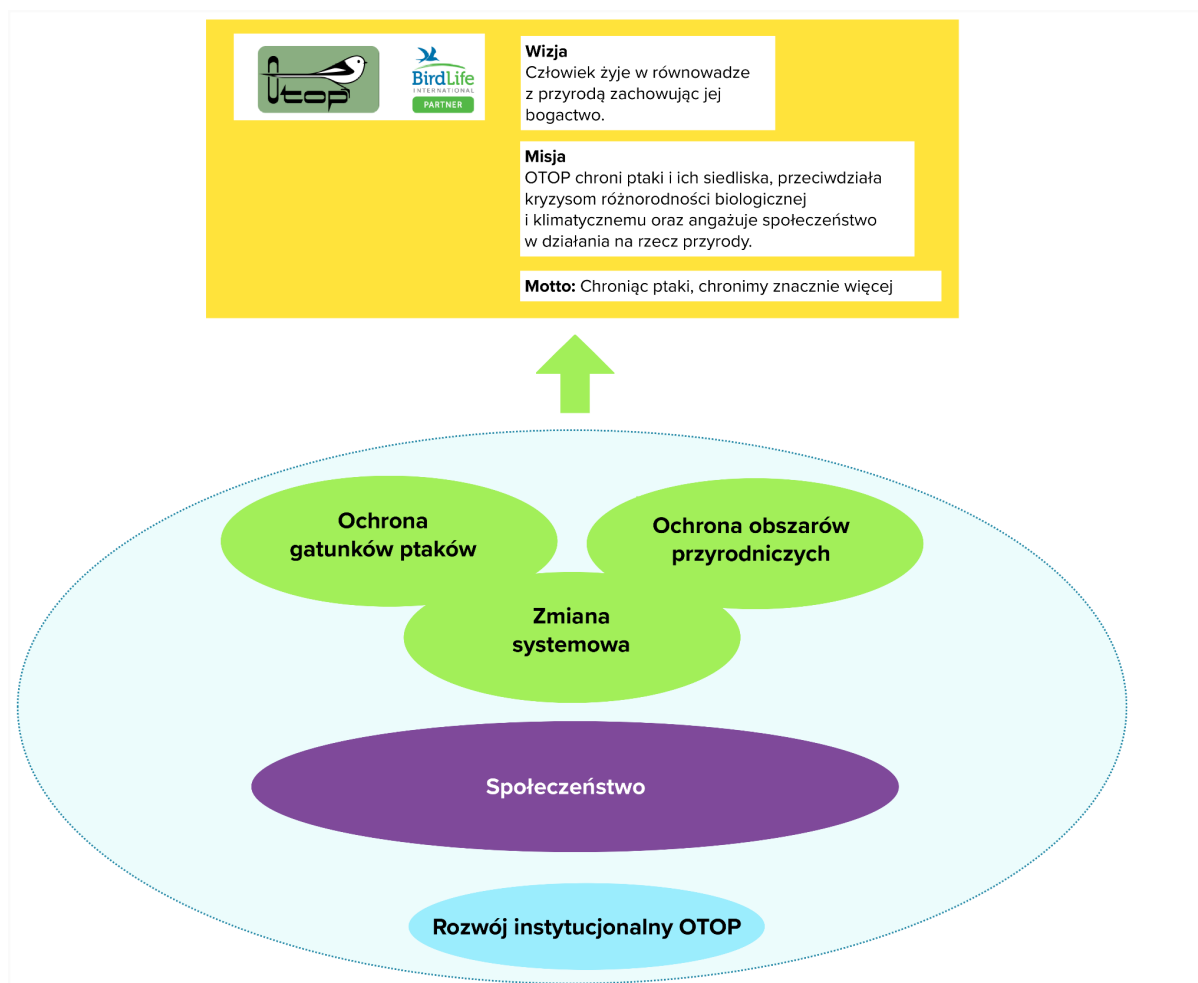 Otop
BirdLife
INTERNATIONAL
PARTNER
Wizja
Człowiek żyje w równowadze
z przyrodą zachowując jej
bogactwo.
Misja
OTOP chroni ptaki i ich siedliska, przeciwdziała
kryzysom różnorodności biologicznej
i klimatycznemu oraz angażuje społeczeństwo
w działania na rzecz przyrody.
Motto: Chroniąc ptaki, chronimy znacznie więcej
Ochrona
gatunków ptaków
Ochrona obszarów
przyrodniczych
Zmiana
systemowa
Społeczeństwo
Rozwój instytucjonalny OTOP